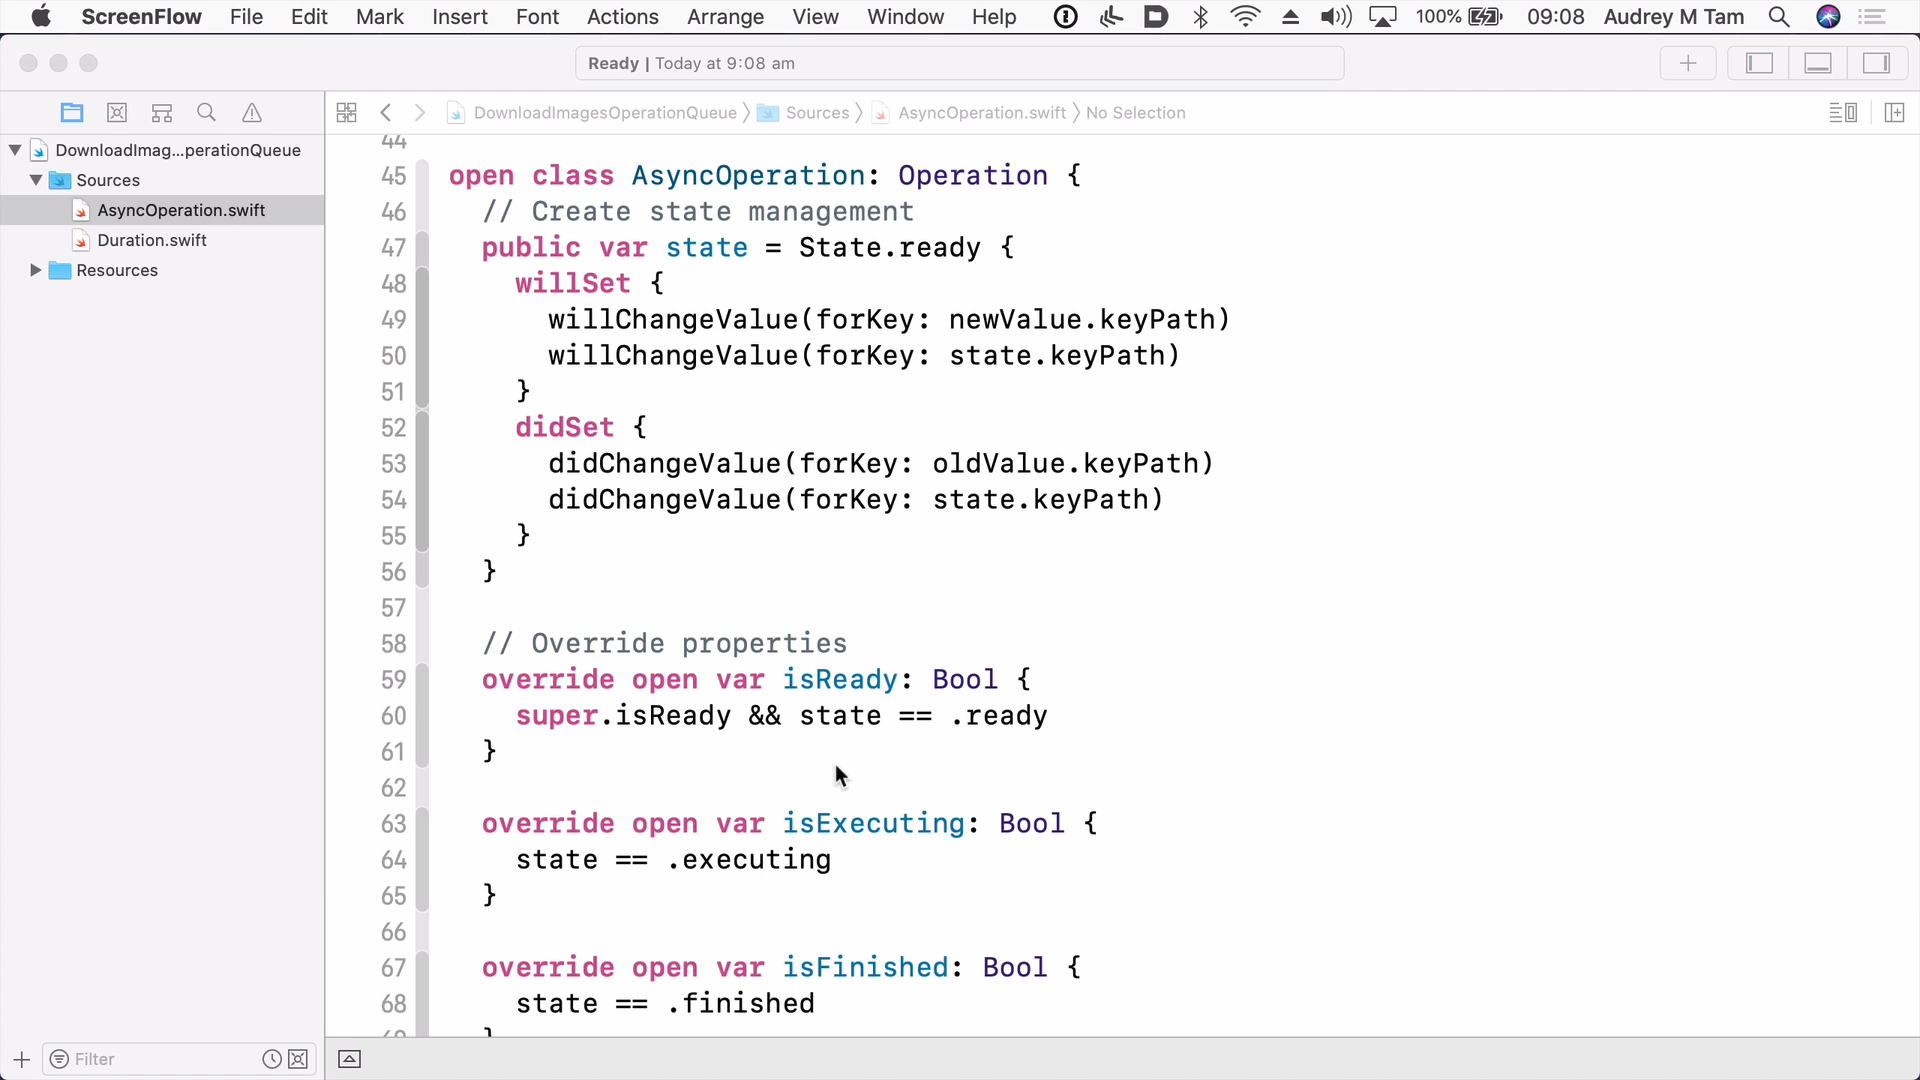 ScreenFlow File Edit Mark Insert Font Actions Arrange View Window Help 100% 09:08 Audrey M Tam
Ready | Today at 9:08 am
DownloadImagesOperationQueue Sources AsyncOperation.swift No Selection
DownloadImag...perationQueue
Sources
AsyncOperation.swift
Duration.swift
Resources
44
45 open class AsyncOperation: Operation {
46 // Create state management
47 public var state = State.ready {
48 willSet {
49 willChangeValue(forKey: newValue.keyPath)
50 willChangeValue(forKey: state.keyPath)
51 }
52 didSet {
53 didChangeValue(forKey: oldValue.keyPath)
54 didChangeValue(forKey: state.keyPath)
55 }
56 }
57
58 // Override properties
59 override open var isReady: Bool {
60 super.isReady && state == .ready
61 }
62
63 override open var isExecuting: Bool {
64 state == .executing
65 }
66
67 override open var isFinished: Bool {
68 state == .finished
69 }
Filter